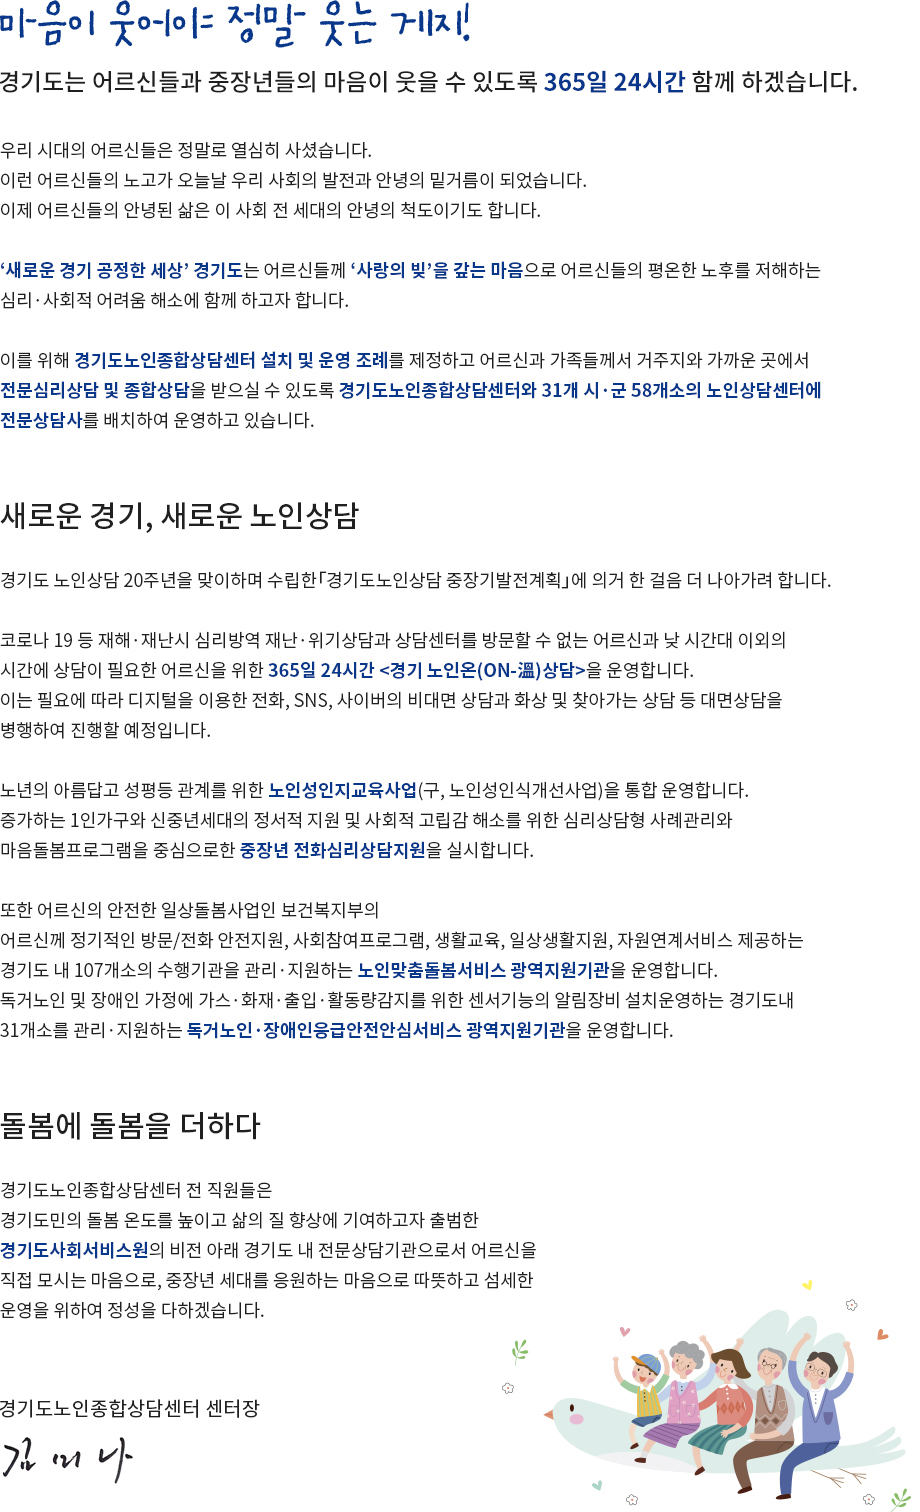 마음이 웃어야 정말 웃는 게지!
경기도는 어르신들과 중장년들의 마음이 웃을 수 있도록 365일 24시간 함께 하겠습니다.
우리 시대의 어르신들은 정말로 열심히 사셨습니다.
이런 어르신들의 노고가 오늘날 우리 사회의 발전과 안녕의 밑거름이 되었습니다.
이제 어르신들의 안녕된 삶은 이 사회 전 세대의 안녕의 척도이기도 합니다.
‘새로운 경기 공정한 세상’ 경기도는 어르신들께 ‘사랑의 빚’을 갚는 마음으로 어르신들의 평온한 노후를 저해하는
심리·사회적 어려움 해소에 함께 하고자 합니다.
이를 위해 경기도노인종합상담센터 설치 및 운영 조례를 제정하고 어르신과 가족들께서 거주지와 가까운 곳에서
전문심리상담 및 종합상담을 받으실 수 있도록 경기도노인종합상담센터와 31개 시·군 58개소의 노인상담센터에
전문상담사를 배치하여 운영하고 있습니다.
새로운 경기, 새로운 노인상담
경기도 노인상담 20주년을 맞이하며 수립한「경기도노인상담 중장기발전계획」에 의거 한 걸음 더 나아가려 합니다.
코로나 19 등 재해·재난시 심리방역 재난·위기상담과 상담센터를 방문할 수 없는 어르신과 낮 시간대 이외의
시간에 상담이 필요한 어르신을 위한 365일 24시간 <경기 노인온(ON-溫)상담>을 운영합니다.
이는 필요에 따라 디지털을 이용한 전화, SNS, 사이버의 비대면 상담과 화상 및 찾아가는 상담 등 대면상담을
병행하여 진행할 예정입니다.
노년의 아름답고 성평등 관계를 위한 노인성인지교육사업(구, 노인성인식개선사업)을 통합 운영합니다.
증가하는 1인가구와 신중년세대의 정서적 지원 및 사회적 고립감 해소를 위한 심리상담형 사례관리와
마음돌봄프로그램을 중심으로한 중장년 전화심리상담지원을 실시합니다.
또한 어르신의 안전한 일상돌봄사업인 보건복지부의
어르신께 정기적인 방문/전화 안전지원, 사회참여프로그램, 생활교육, 일상생활지원, 자원연계서비스 제공하는
경기도 내 107개소의 수행기관을 관리·지원하는 노인맞춤돌봄서비스 광역지원기관을 운영합니다.
독거노인 및 장애인 가정에 가스·화재·출입·활동량감지를 위한 센서기능의 알림장비 설치운영하는 경기도내
31개소를 관리·지원하는 독거노인·장애인응급안전안심서비스 광역지원기관을 운영합니다.
돌봄에 돌봄을 더하다
경기도노인종합상담센터 전 직원들은
경기도민의 돌봄 온도를 높이고 삶의 질 향상에 기여하고자 출범한
경기도사회서비스원의 비전 아래 경기도 내 전문상담기관으로서 어르신을
직접 모시는 마음으로, 중장년 세대를 응원하는 마음으로 따뜻하고 섬세한
운영을 위하여 정성을 다하겠습니다.
경기도노인종합상담센터 센터장
김미나